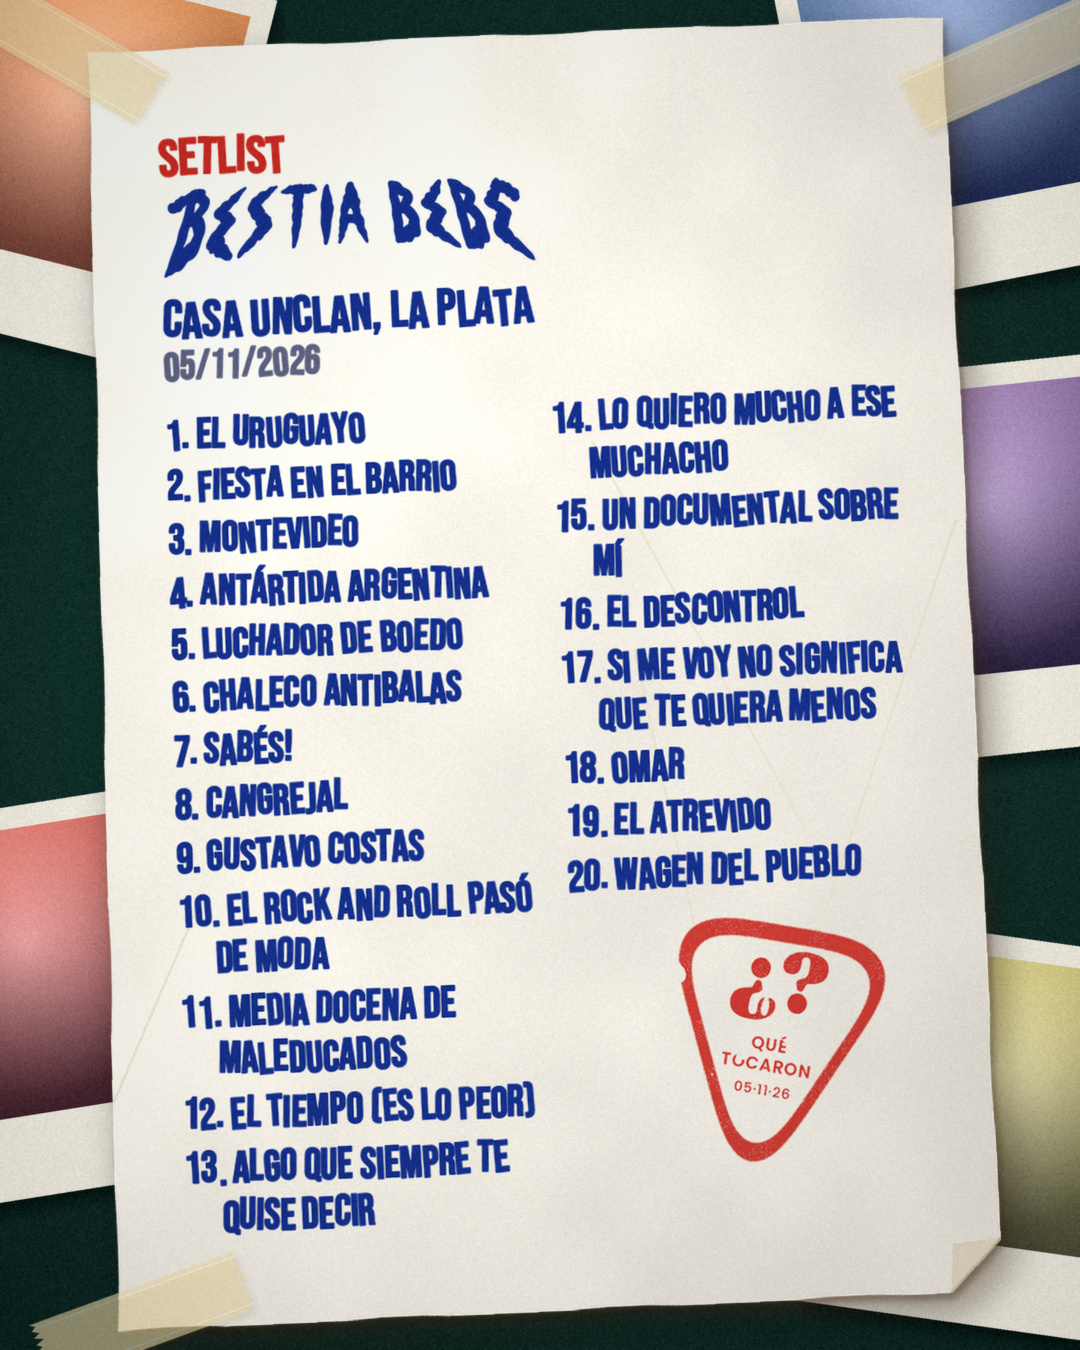 SETLIST
BESTIA BEBE
CASA UNCLAN, LA PLATA
05/11/2026
1. EL URUGUAYO
2. FIESTA EN EL BARRIO
3. MONTEVIDEO
4. ANTÁRTIDA ARGENTINA
5. LUCHADOR DE BOEDO
6. CHALECO ANTIBALAS
7. SABÉS!
8. CANGREJAL
9. GUSTAVO COSTAS
10. EL ROCK AND ROLL PASÓ
DE MODA
11. MEDIA DOCENA DE
MALEDUCADOS
12. EL TIEMPO (ES LO PEOR)
13. ALGO QUE SIEMPRE TE
QUISE DECIR
14. LO QUIERO MUCHO A ESE
MUCHACHO
15. UN DOCUMENTAL SOBRE
MÍ
16. EL DESCONTROL
17. SI ME VOY NO SIGNIFICA
QUE TE QUIERA MENOS
18. OMAR
19. EL ATREVIDO
20. WAGEN DEL PUEBLO
¿?
QUÉ
TOCARON
05·11·26